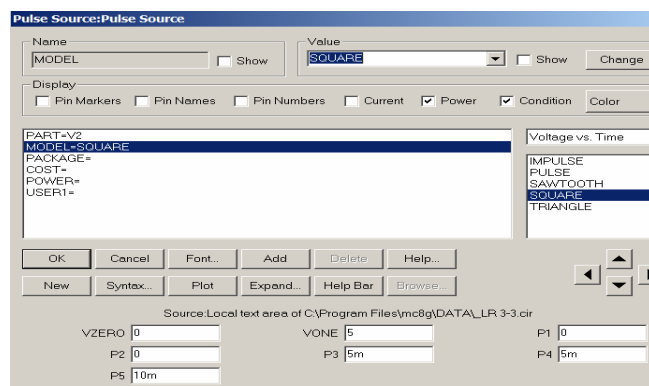 Pulse Source:Pulse Source
Name
Value
MODEL
Show
SQUARE
Show
Change
Display
Pin Markers
Pin Names
Pin Numbers
Current
Power
Condition
Color
PART=V2
MODEL=SQUARE
PACKAGE=
COST=
POWER=
USER1=
Voltage vs. Time
IMPULSE
PULSE
SAWTOOTH
SQUARE
TRIANGLE
OK
Cancel
Font...
Add
Delete
Help...
New
Syntax...
Plot
Expand...
Help Bar
Browse...
Source:Local text area of C:\Program Files\mc8g\DATA\_LR 3-3.cir
VZERO 0
VONE 5
P1 0
P2 0
P3 5m
P4 5m
P5 10m